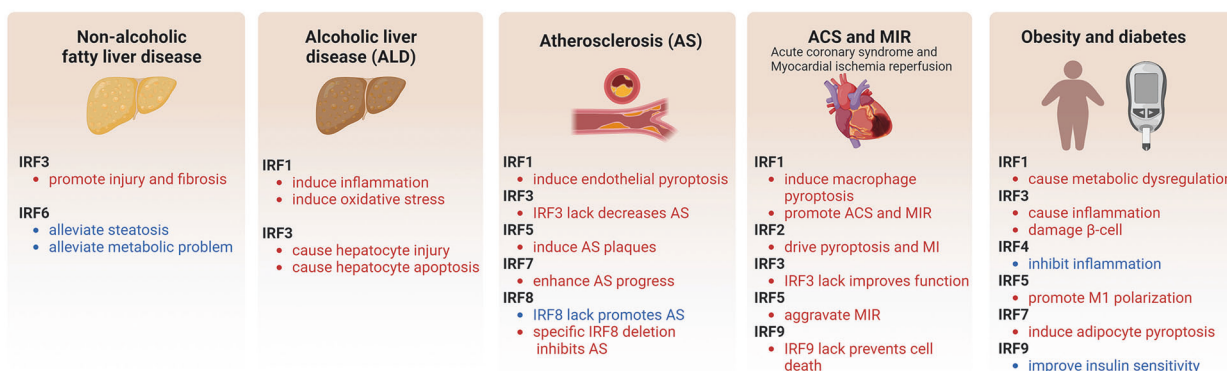 Non-alcoholic
fatty liver disease
IRF3
• promote injury and fibrosis
IRF6
• alleviate steatosis
• alleviate metabolic problem
Alcoholic liver
disease (ALD)
IRF1
• induce inflammation
• induce oxidative stress
IRF3
• cause hepatocyte injury
• cause hepatocyte apoptosis
Atherosclerosis (AS)
IRF1
• induce endothelial pyroptosis
IRF3
• IRF3 lack decreases AS
IRF5
• induce AS plaques
IRF7
• enhance AS progress
IRF8
• IRF8 lack promotes AS
• specific IRF8 deletion
inhibits AS
ACS and MIR
Acute coronary syndrome and
Myocardial ischemia reperfusion
IRF1
• induce macrophage
pyroptosis
• promote ACS and MIR
IRF2
• drive pyroptosis and MI
IRF3
• IRF3 lack improves function
IRF5
• aggravate MIR
IRF9
• IRF9 lack prevents cell
death
Obesity and diabetes
IRF1
• cause metabolic dysregulation
IRF3
• cause inflammation
• damage β-cell
IRF4
• inhibit inflammation
IRF5
• promote M1 polarization
IRF7
• induce adipocyte pyroptosis
IRF9
• improve insulin sensitivity